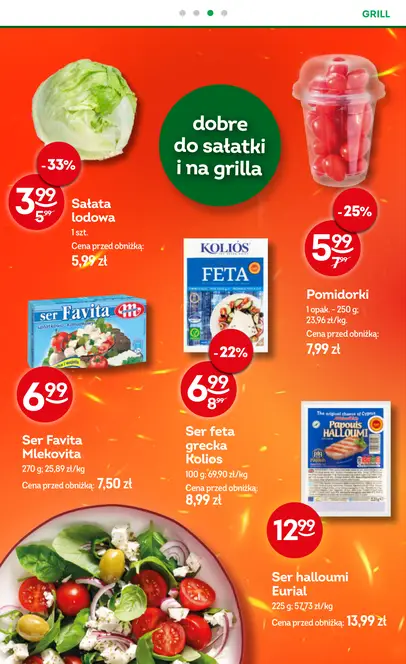 GRILL
dobre
do sałatki
i na grilla
-33%
3,99
5,99
Sałata
lodowa
1 szt.
Cena przed obniżką:
5,99 zł
-25%
5,99
7,99
Pomidorki
1 opak. - 250 g;
23,96 zł/kg
Cena przed obniżką:
7,99 zł
KOLIOS
FETA
-22%
6,99
8,99
Ser feta
grecka
Kolios
100 g; 69,90 zł/kg
Cena przed obniżką:
8,99 zł
ser Favita
6,99
Ser Favita
Mlekovita
270 g; 25,89 zł/kg
Cena przed obniżką: 7,50 zł
The original cheese of Cyprus
Papouis
HALLOUMI
12,99
Ser halloumi
Eurial
225 g; 57,73 zł/kg
Cena przed obniżką: 13,99 zł